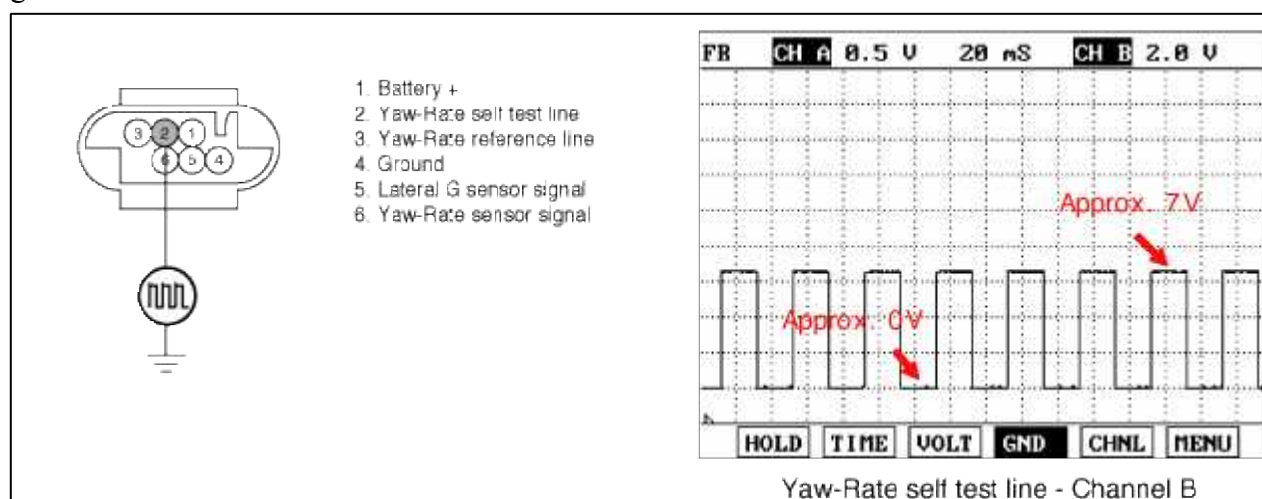 1. Battery +
2. Yaw-Rate self test line
3. Yaw-Rate reference line
4. Ground
5. Lateral G sensor signal
6. Yaw-Rate sensor signal
3 2 1
6 5 4
FR CH A 0.5 V 20 mS CH B 2.0 V
Approx. 7V
Approx. 0V
HOLD TIME VOLT GND CHNL MENU
Yaw-Rate self test line - Channel B